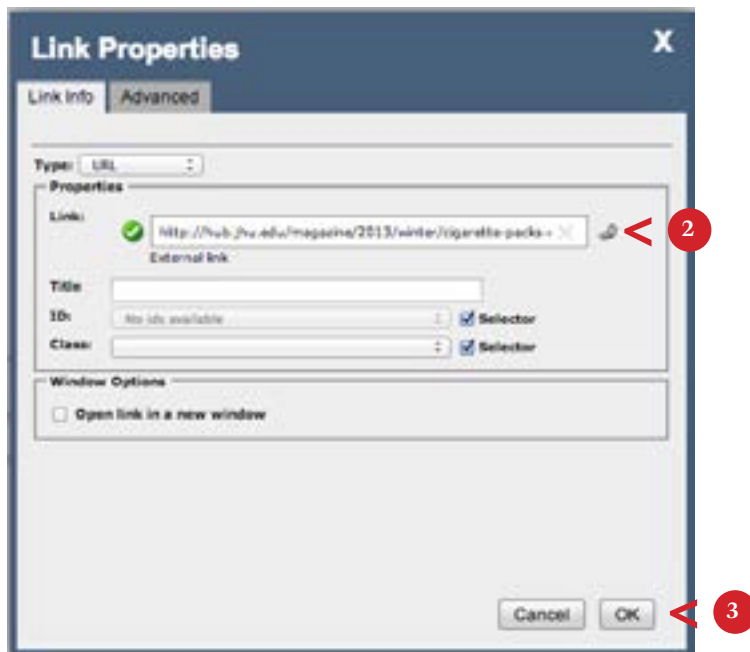 Link Properties X
Link Info Advanced
Type: URL
Properties
Link: http://hub.jhu.edu/magazine/2013/winter/cigarette-packs- < 2
External link
Title
ID: No ids available Selector
Class: Selector
Window Options
Open link in a new window
Cancel OK < 3